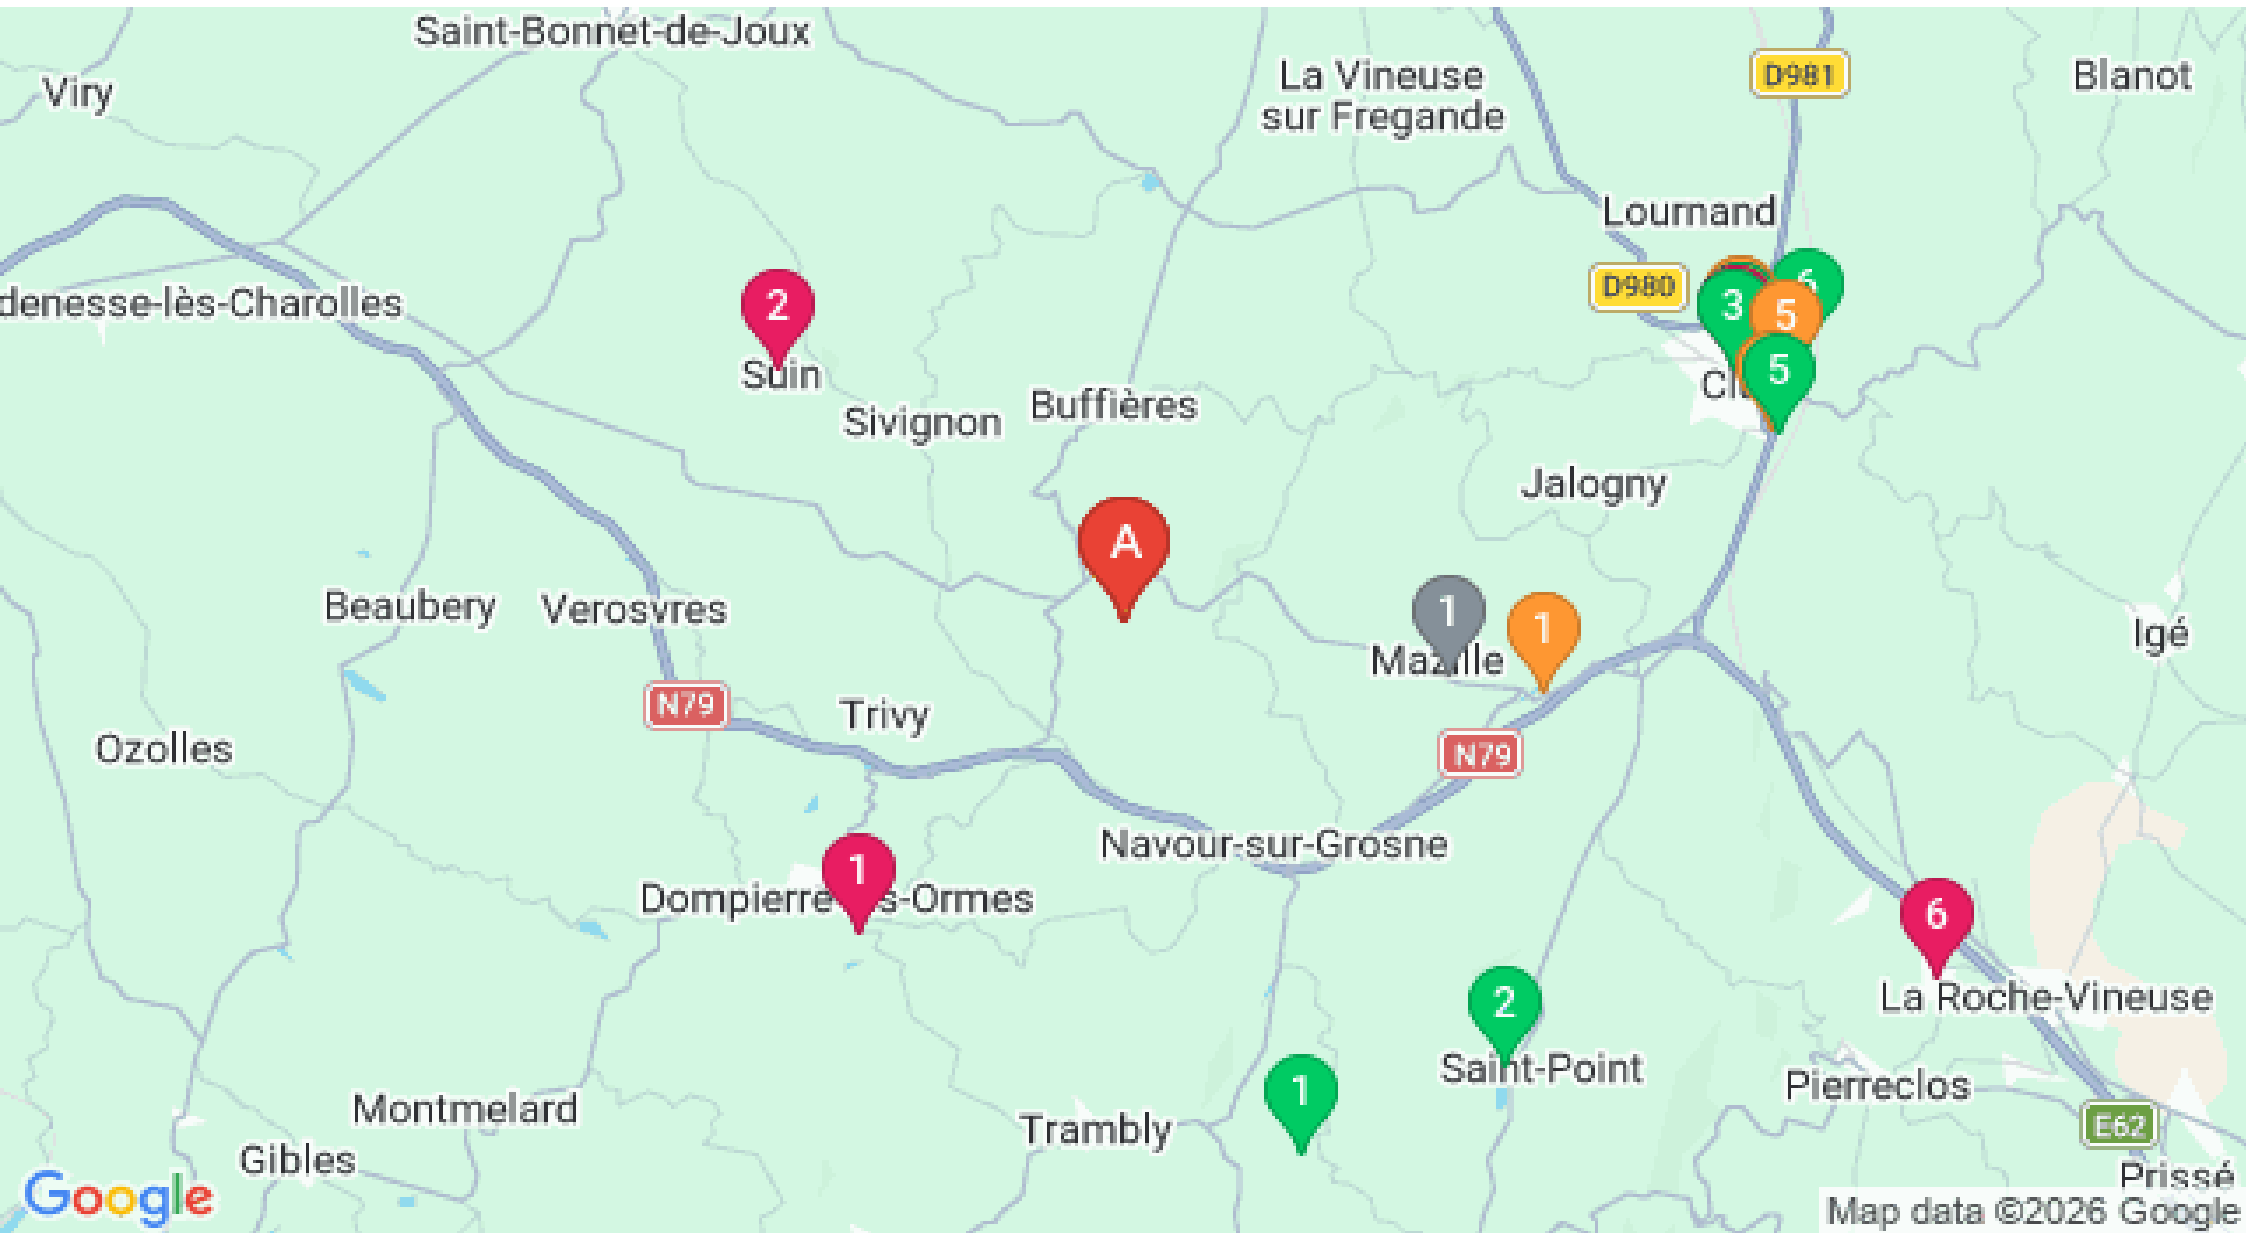 Saint-Bonnet-de-Joux
Viry
La Vineuse
sur Fregande
D981
Blanot
Lournand
D980
6
3
5
5
denesse-lès-Charolles
2
Suin
Sivignon
Buffières
Jalogny
A
Beaubery
Verosvres
1
1
Mazille
Igé
N79
Trivy
Ozolles
N79
Navour-sur-Grosne
1
6
La Roche-Vineuse
2
Saint-Point
1
Pierreclos
Montmelard
Trambly
E62
Gibles
Prissé
Google
Map data ©2026 Google